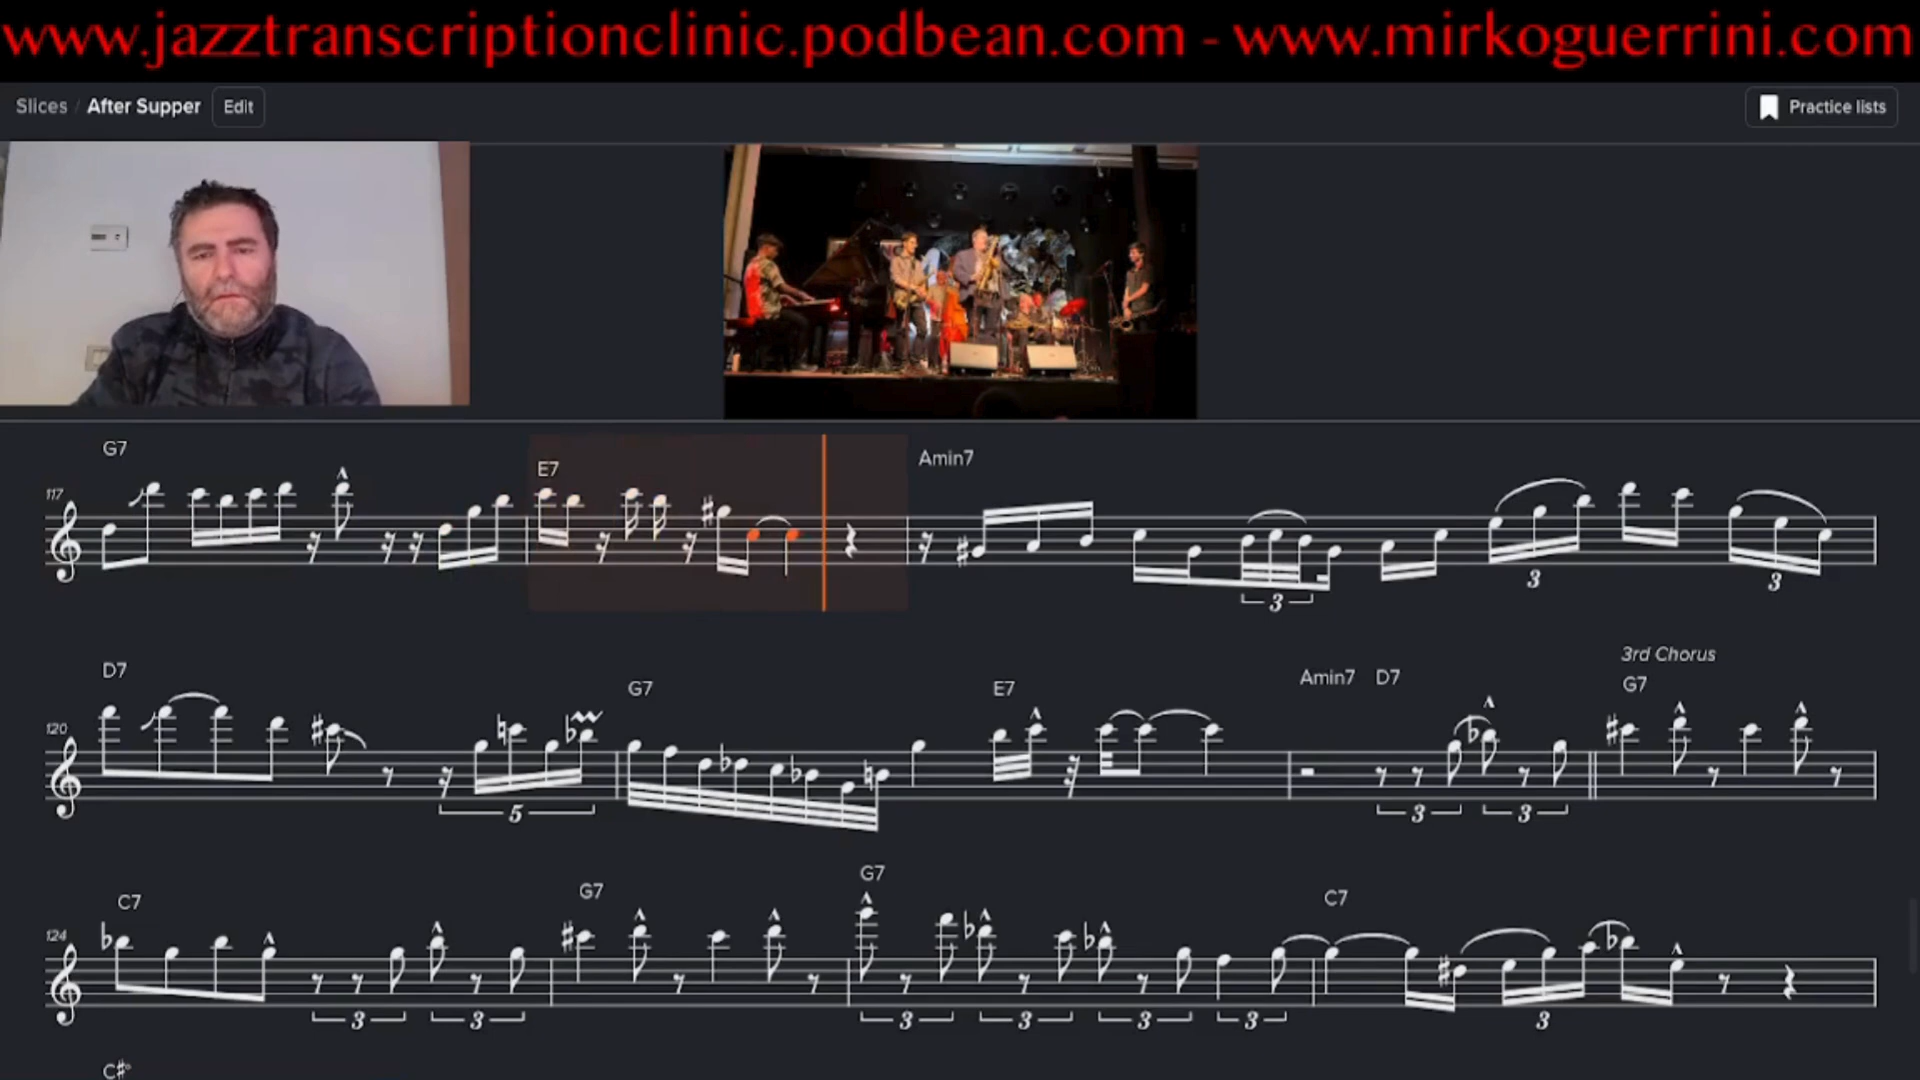 www.jazztranscriptionclinic.podbean.com - www.mirkoguerrini.com
Slices / After Supper Edit
Practice lists
G7 E7 Amin7
117
3 3 3
D7 G7 E7 Amin7 D7 3rd Chorus G7
120
5 3 3
C7 G7 G7 C7
124
3 3 3 3 3 3 3
C#°